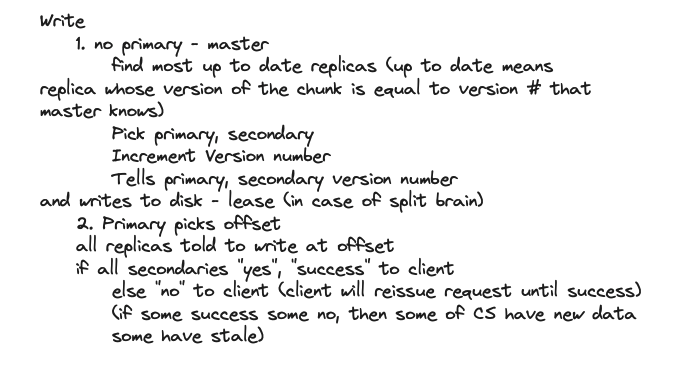 Write
1. no primary - master
find most up to date replicas (up to date means
replica whose version of the chunk is equal to version # that
master knows)
Pick primary, secondary
Increment Version number
Tells primary, secondary version number
and writes to disk - lease (in case of split brain)
2. Primary picks offset
all replicas told to write at offset
if all secondaries "yes", "success" to client
else "no" to client (client will reissue request until success)
(if some success some no, then some of CS have new data
some have stale)